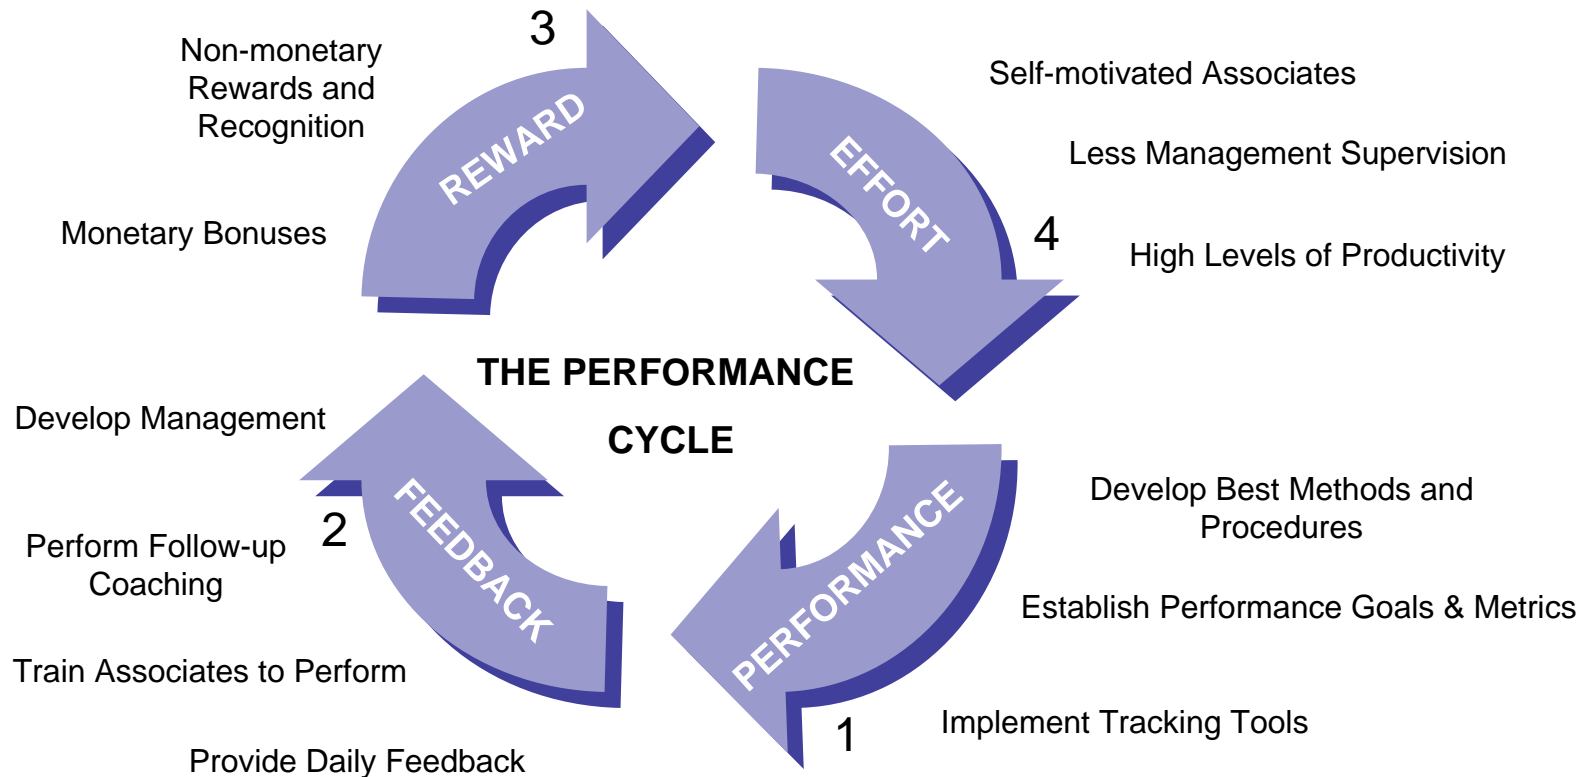 3
Non-monetary
Rewards and
Recognition
Monetary Bonuses
REWARD
Self-motivated Associates
Less Management Supervision
High Levels of Productivity
EFFORT
4
THE PERFORMANCE
CYCLE
Develop Management
Perform Follow-up
Coaching
Train Associates to Perform
Provide Daily Feedback
2
FEEDBACK
Develop Best Methods and
Procedures
Establish Performance Goals & Metrics
Implement Tracking Tools
PERFORMANCE
1